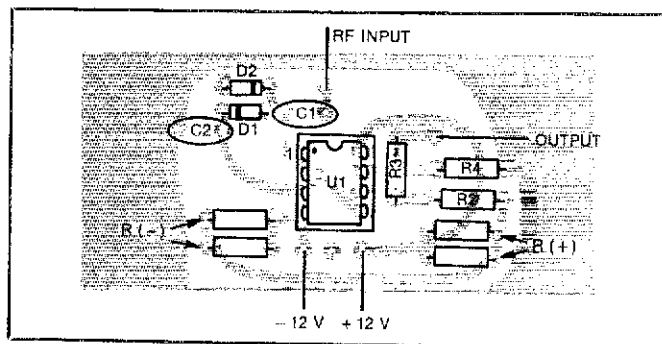 RF INPUT
D2
C1
C2
D1
OUTPUT
1
U1
R3
R4
R2
R (−)
R (+)
− 12 V
+ 12 V